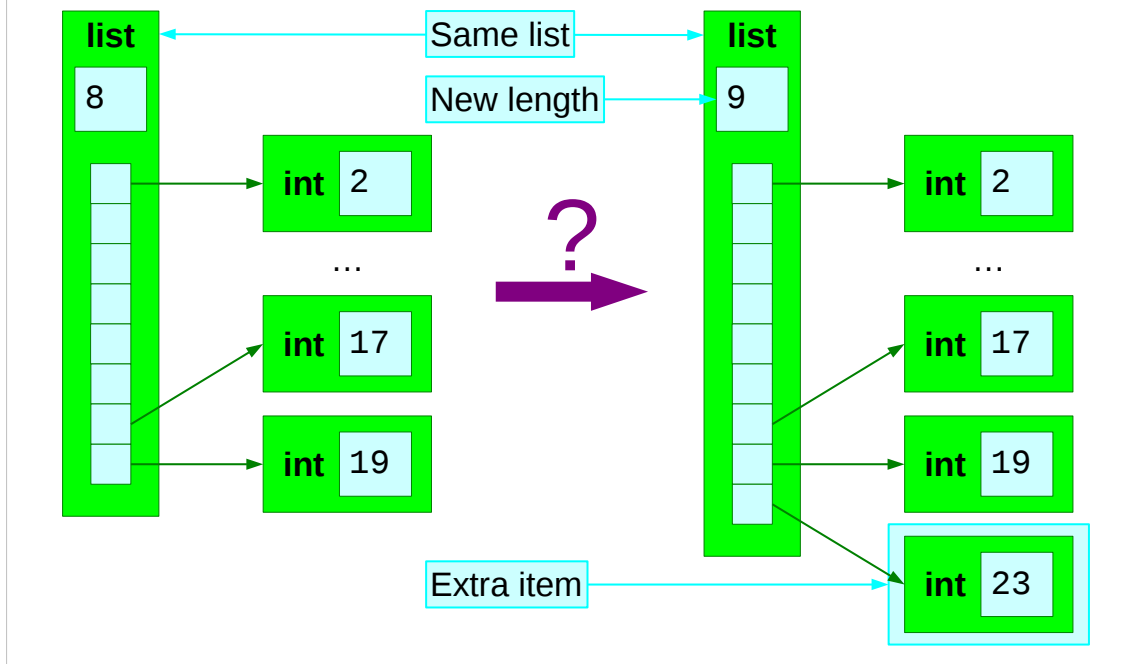 list
Same list
list
8
New length
9
int 2
int 2
?
...
...
int 17
int 17
int 19
int 19
Extra item
int 23